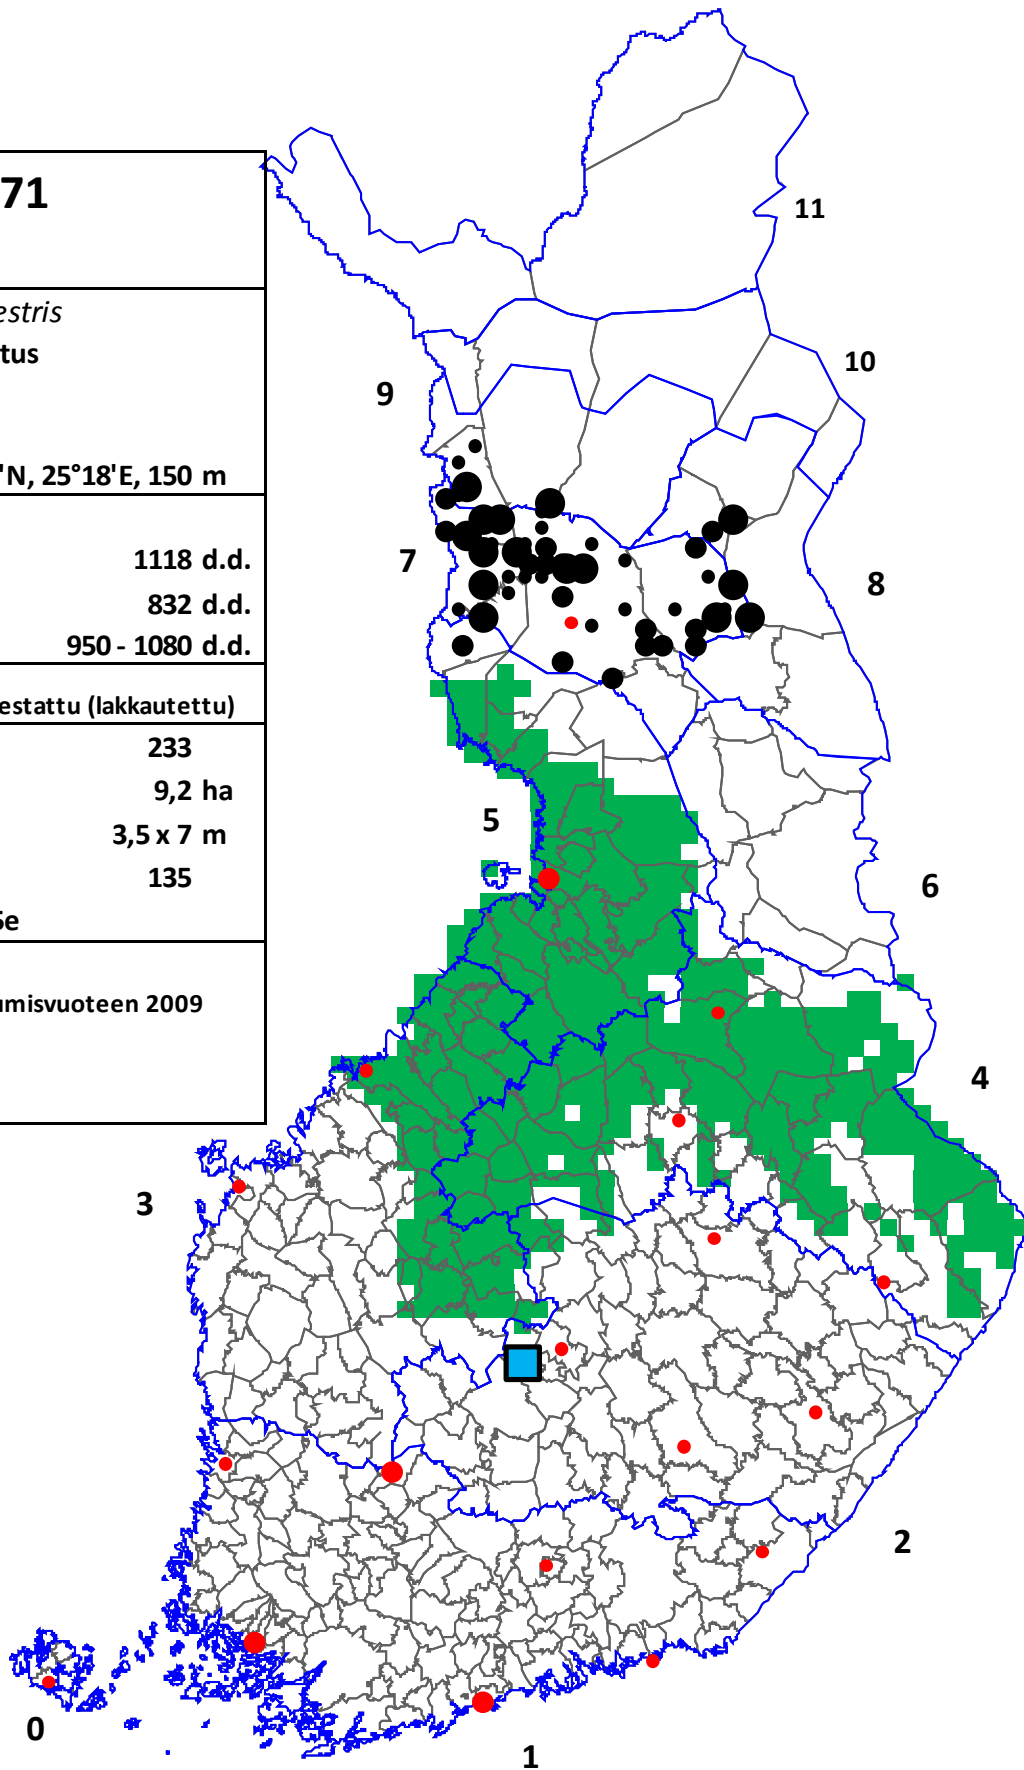 71
estris
tus
'N, 25°18'E, 150 m
1118 d.d.
832 d.d.
950 - 1080 d.d.
estattu (lakkautettu)
233
9,2 ha
3,5 x 7 m
135
umisvuoteen 2009
11
10
9
7
8
5
6
4
3
2
0
1